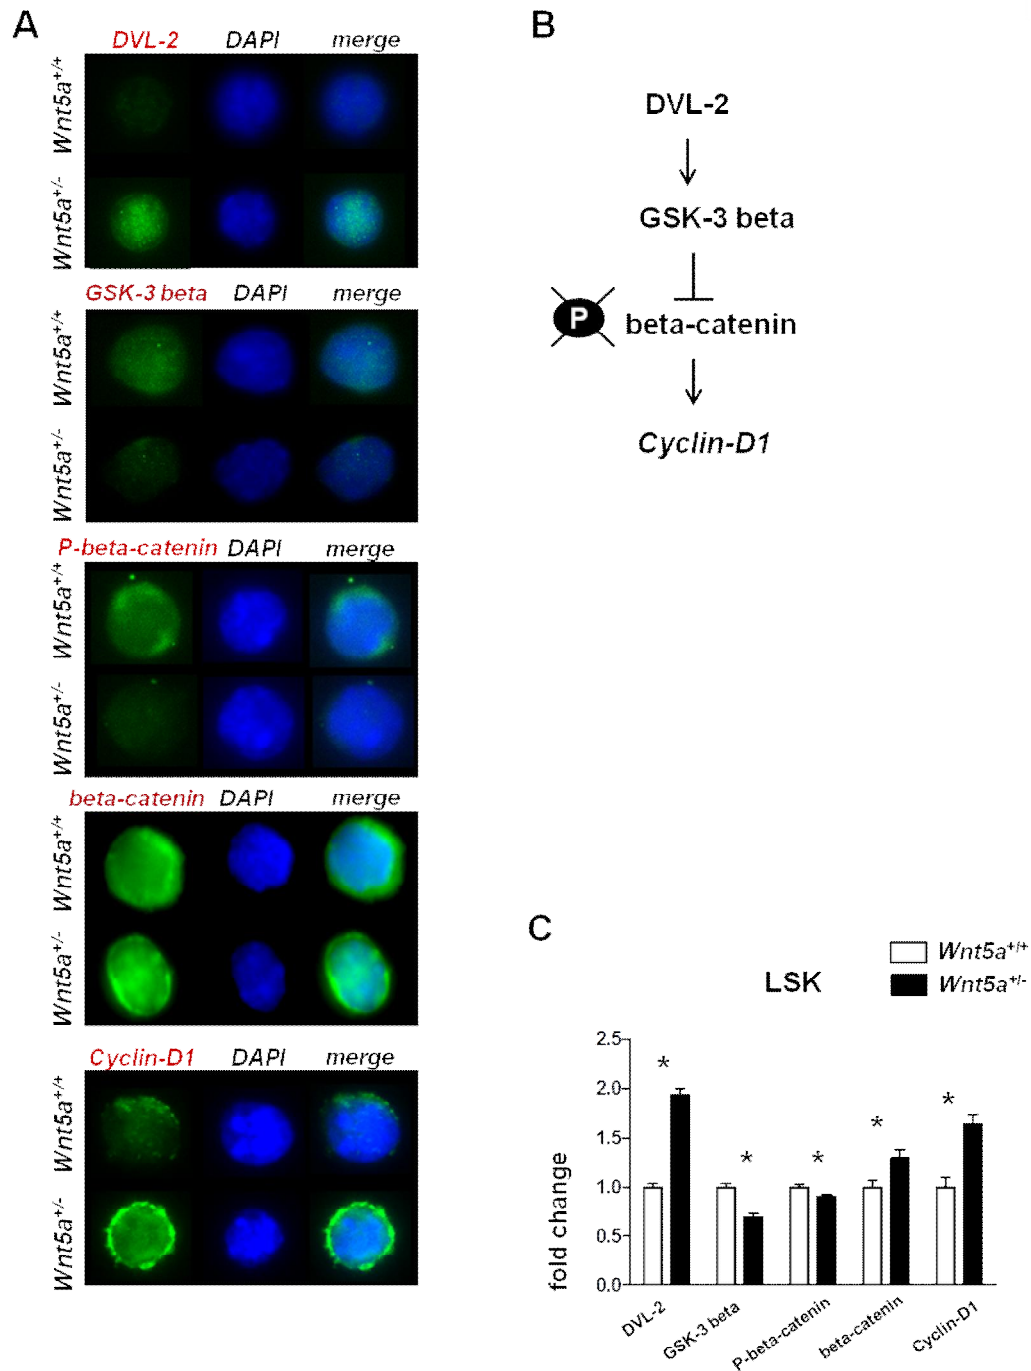 A
DVL-2 DAPI merge
Wnt5a+/+
Wnt5a+/-
GSK-3 beta DAPI merge
Wnt5a+/+
Wnt5a+/-
P-beta-catenin DAPI merge
Wnt5a+/+
Wnt5a+/-
beta-catenin DAPI merge
Wnt5a+/+
Wnt5a+/-
Cyclin-D1 DAPI merge
Wnt5a+/+
Wnt5a+/-
B
DVL-2
GSK-3 beta
P beta-catenin
Cyclin-D1
C
Wnt5a+/+
Wnt5a+/-
LSK
fold change
2.5
2.0
1.5
1.0
0.5
0.0
* * * * *
DVL-2
GSK-3 beta
P-beta-catenin
beta-catenin
Cyclin-D1